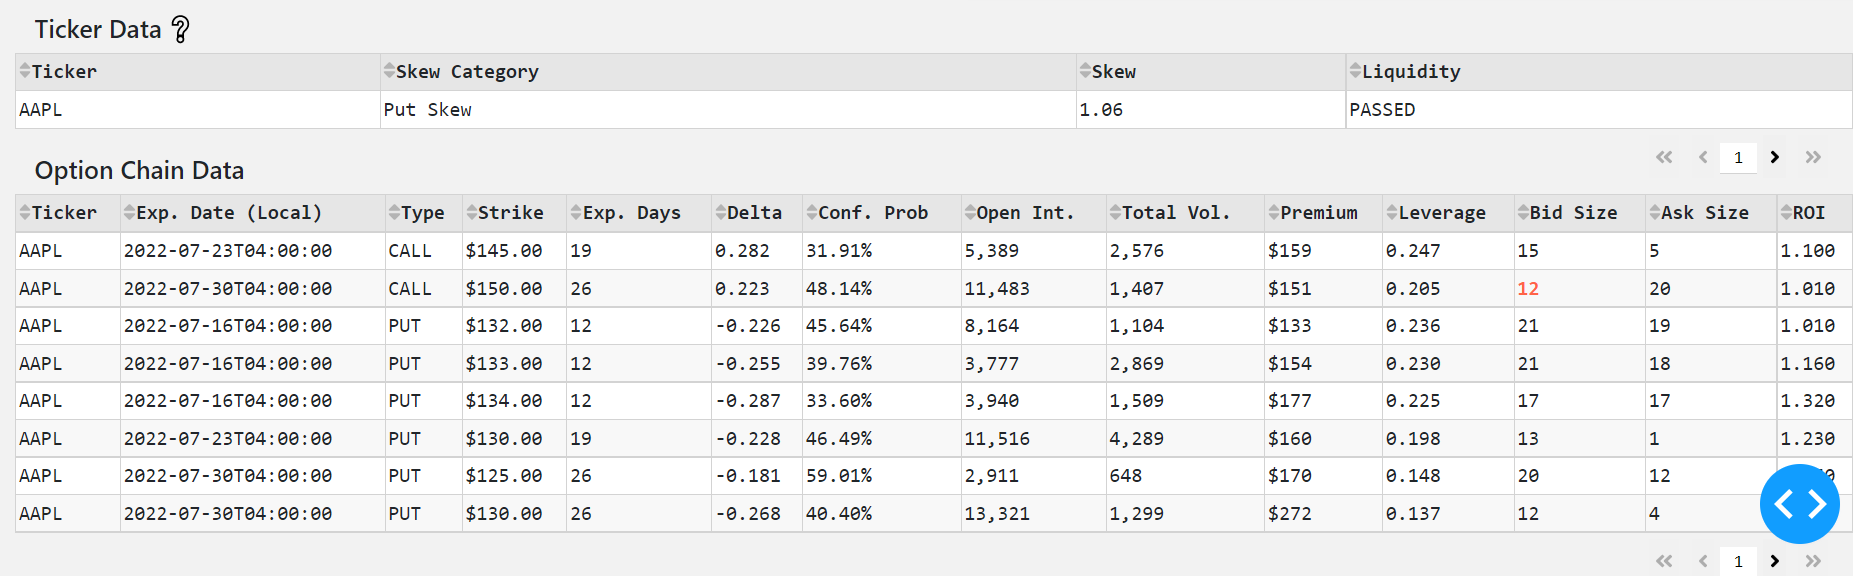 Ticker Data ?
Ticker Skew Category Skew Liquidity
AAPL Put Skew 1.06 PASSED
1
Option Chain Data
Ticker Exp. Date (Local) Type Strike Exp. Days Delta Conf. Prob Open Int. Total Vol. Premium Leverage Bid Size Ask Size ROI
AAPL 2022-07-23T04:00:00 CALL $145.00 19 0.282 31.91% 5,389 2,576 $159 0.247 15 5 1.100
AAPL 2022-07-30T04:00:00 CALL $150.00 26 0.223 48.14% 11,483 1,407 $151 0.205 12 20 1.010
AAPL 2022-07-16T04:00:00 PUT $132.00 12 -0.226 45.64% 8,164 1,104 $133 0.236 21 19 1.010
AAPL 2022-07-16T04:00:00 PUT $133.00 12 -0.255 39.76% 3,777 2,869 $154 0.230 21 18 1.160
AAPL 2022-07-16T04:00:00 PUT $134.00 12 -0.287 33.60% 3,940 1,509 $177 0.225 17 17 1.320
AAPL 2022-07-23T04:00:00 PUT $130.00 19 -0.228 46.49% 11,516 4,289 $160 0.198 13 1 1.230
AAPL 2022-07-30T04:00:00 PUT $125.00 26 -0.181 59.01% 2,911 648 $170 0.148 20 12
AAPL 2022-07-30T04:00:00 PUT $130.00 26 -0.268 40.40% 13,321 1,299 $272 0.137 12 4
1